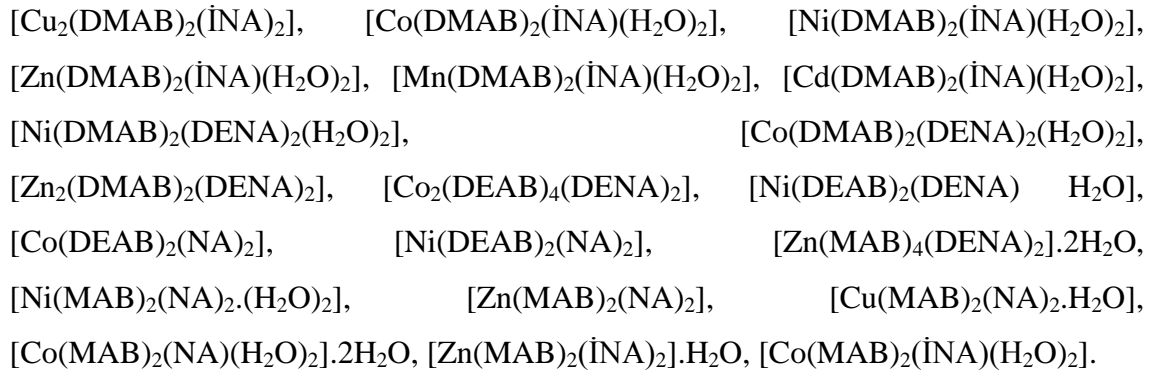 [Cu₂(DMAB)₂(İNA)₂], [Co(DMAB)₂(İNA)(H₂O)₂], [Ni(DMAB)₂(İNA)(H₂O)₂],
[Zn(DMAB)₂(İNA)(H₂O)₂], [Mn(DMAB)₂(İNA)(H₂O)₂], [Cd(DMAB)₂(İNA)(H₂O)₂],
[Ni(DMAB)₂(DENA)₂(H₂O)₂], [Co(DMAB)₂(DENA)₂(H₂O)₂],
[Zn₂(DMAB)₂(DENA)₂], [Co₂(DEAB)₄(DENA)₂], [Ni(DEAB)₂(DENA) H₂O],
[Co(DEAB)₂(NA)₂], [Ni(DEAB)₂(NA)₂], [Zn(MAB)₄(DENA)₂].2H₂O,
[Ni(MAB)₂(NA)₂.(H₂O)₂], [Zn(MAB)₂(NA)₂], [Cu(MAB)₂(NA)₂.H₂O],
[Co(MAB)₂(NA)(H₂O)₂].2H₂O, [Zn(MAB)₂(İNA)₂].H₂O, [Co(MAB)₂(İNA)(H₂O)₂].